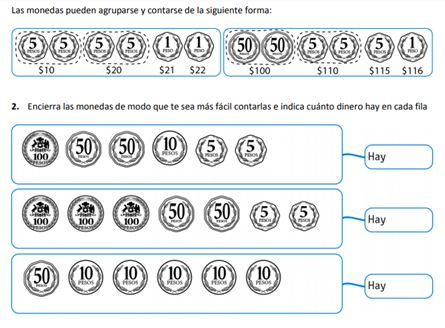 Las monedas pueden agruparse y contarse de la siguiente forma:
5 PESOS 5 PESOS 5 PESOS 5 PESOS 1 PESO 1 PESO 50 50 5 PESOS 5 PESOS 5 PESOS 1 PESO
$10 $20 $21 $22 $100 $110 $115 $116
2. Encierra las monedas de modo que te sea más fácil contarlas e indica cuánto dinero hay en cada fila
100 PESOS 50 PESOS 50 PESOS 10 PESOS 5 PESOS 5 PESOS
Hay
100 100 100 50 50 5 PESOS 5 PESOS
Hay
50 PESOS 10 PESOS 10 PESOS 10 PESOS 10 PESOS 10 PESOS
Hay